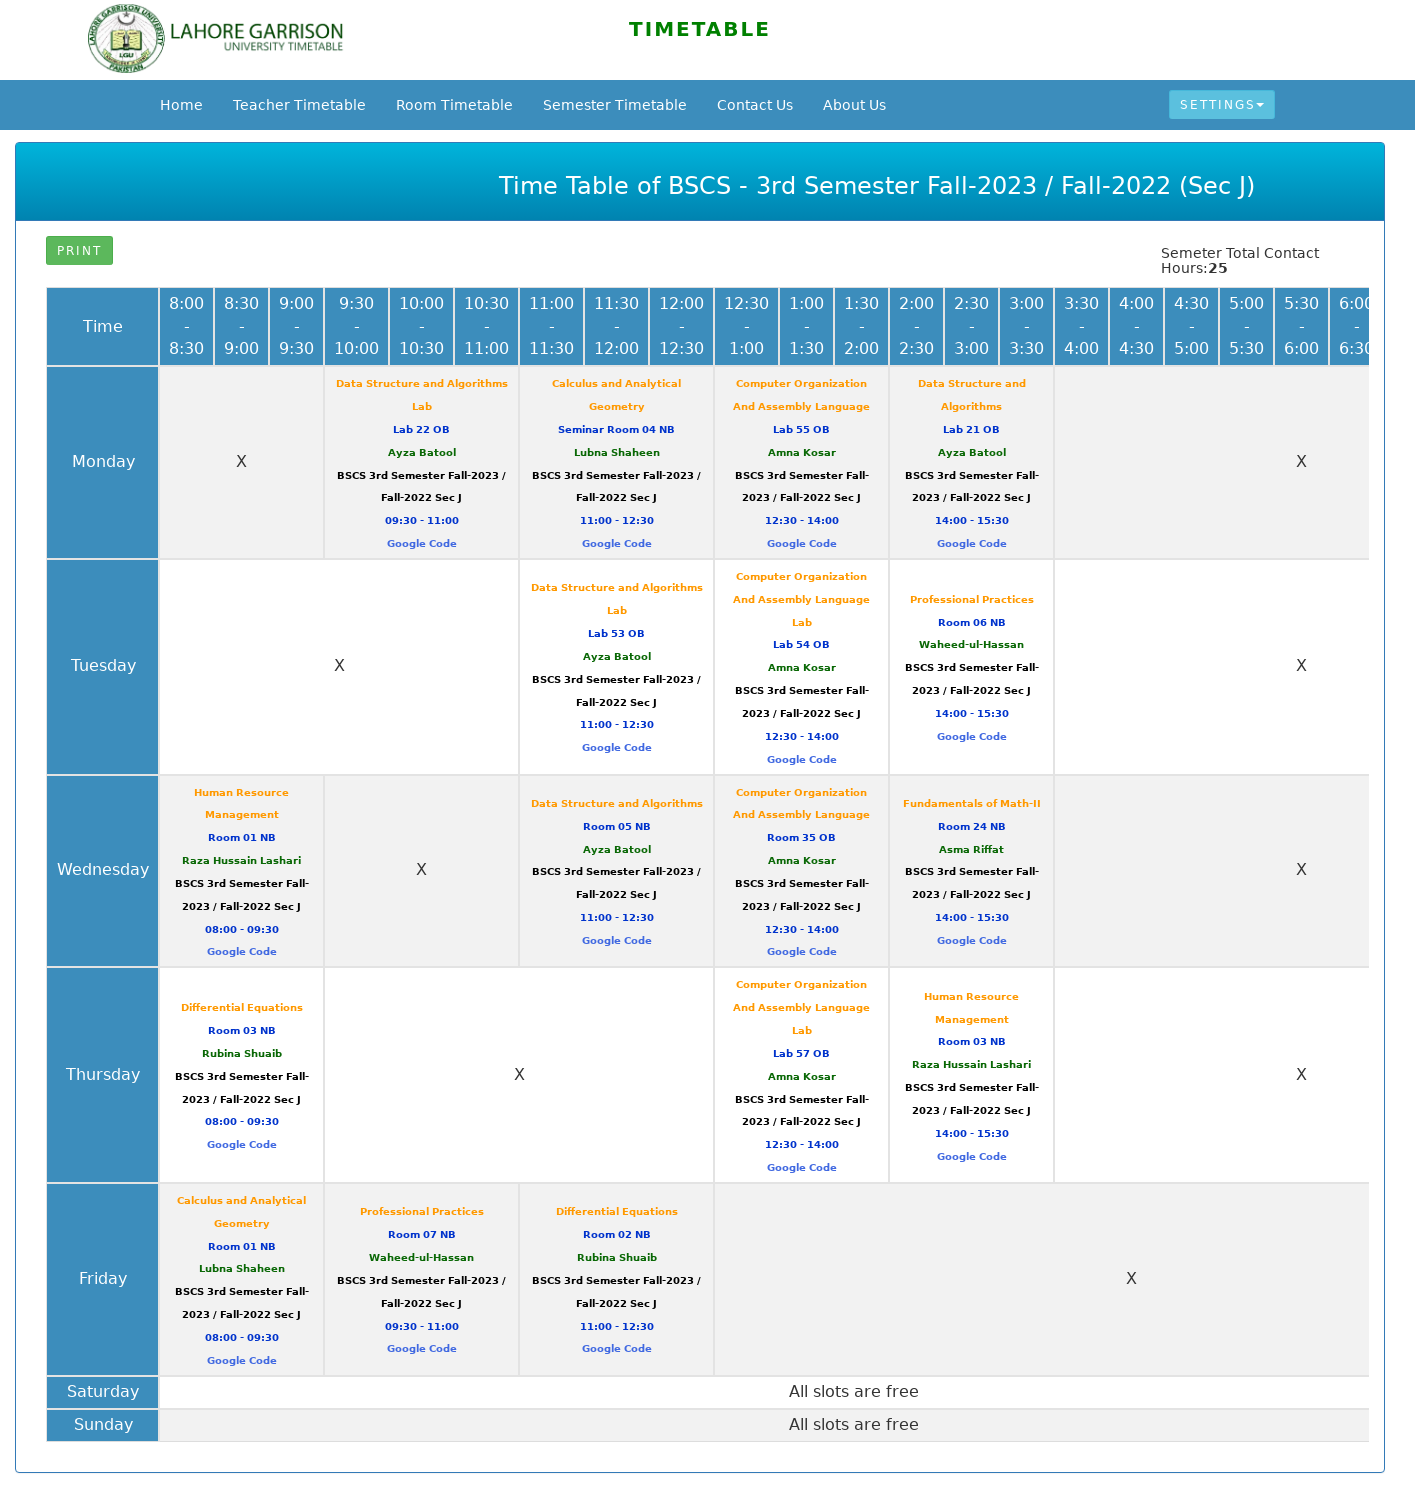 LAHORE GARRISON
UNIVERSITY TIMETABLE
LGU
TIMETABLE
Home Teacher Timetable Room Timetable Semester Timetable Contact Us About Us SETTINGS
Time Table of BSCS - 3rd Semester Fall-2023 / Fall-2022 (Sec J)
PRINT
Semeter Total Contact
Hours:25
Time
8:00 - 8:30
8:30 - 9:00
9:00 - 9:30
9:30 - 10:00
10:00 - 10:30
10:30 - 11:00
11:00 - 11:30
11:30 - 12:00
12:00 - 12:30
12:30 - 1:00
1:00 - 1:30
1:30 - 2:00
2:00 - 2:30
2:30 - 3:00
3:00 - 3:30
3:30 - 4:00
4:00 - 4:30
4:30 - 5:00
5:00 - 5:30
5:30 - 6:00
6:00 - 6:30
Monday
X
Data Structure and Algorithms
Lab
Lab 22 OB
Ayza Batool
BSCS 3rd Semester Fall-2023 /
Fall-2022 Sec J
09:30 - 11:00
Google Code
Calculus and Analytical
Geometry
Seminar Room 04 NB
Lubna Shaheen
BSCS 3rd Semester Fall-2023 /
Fall-2022 Sec J
11:00 - 12:30
Google Code
Computer Organization
And Assembly Language
Lab 55 OB
Amna Kosar
BSCS 3rd Semester Fall-
2023 / Fall-2022 Sec J
12:30 - 14:00
Google Code
Data Structure and
Algorithms
Lab 21 OB
Ayza Batool
BSCS 3rd Semester Fall-
2023 / Fall-2022 Sec J
14:00 - 15:30
Google Code
X
Tuesday
X
Data Structure and Algorithms
Lab
Lab 53 OB
Ayza Batool
BSCS 3rd Semester Fall-2023 /
Fall-2022 Sec J
11:00 - 12:30
Google Code
Computer Organization
And Assembly Language
Lab
Lab 54 OB
Amna Kosar
BSCS 3rd Semester Fall-
2023 / Fall-2022 Sec J
12:30 - 14:00
Google Code
Professional Practices
Room 06 NB
Waheed-ul-Hassan
BSCS 3rd Semester Fall-
2023 / Fall-2022 Sec J
14:00 - 15:30
Google Code
X
Wednesday
Human Resource
Management
Room 01 NB
Raza Hussain Lashari
BSCS 3rd Semester Fall-
2023 / Fall-2022 Sec J
08:00 - 09:30
Google Code
X
Data Structure and Algorithms
Room 05 NB
Ayza Batool
BSCS 3rd Semester Fall-2023 /
Fall-2022 Sec J
11:00 - 12:30
Google Code
Computer Organization
And Assembly Language
Room 35 OB
Amna Kosar
BSCS 3rd Semester Fall-
2023 / Fall-2022 Sec J
12:30 - 14:00
Google Code
Fundamentals of Math-II
Room 24 NB
Asma Riffat
BSCS 3rd Semester Fall-
2023 / Fall-2022 Sec J
14:00 - 15:30
Google Code
X
Thursday
Differential Equations
Room 03 NB
Rubina Shuaib
BSCS 3rd Semester Fall-
2023 / Fall-2022 Sec J
08:00 - 09:30
Google Code
X
Computer Organization
And Assembly Language
Lab
Lab 57 OB
Amna Kosar
BSCS 3rd Semester Fall-
2023 / Fall-2022 Sec J
12:30 - 14:00
Google Code
Human Resource
Management
Room 03 NB
Raza Hussain Lashari
BSCS 3rd Semester Fall-
2023 / Fall-2022 Sec J
14:00 - 15:30
Google Code
X
Friday
Calculus and Analytical
Geometry
Room 01 NB
Lubna Shaheen
BSCS 3rd Semester Fall-
2023 / Fall-2022 Sec J
08:00 - 09:30
Google Code
Professional Practices
Room 07 NB
Waheed-ul-Hassan
BSCS 3rd Semester Fall-2023 /
Fall-2022 Sec J
09:30 - 11:00
Google Code
Differential Equations
Room 02 NB
Rubina Shuaib
BSCS 3rd Semester Fall-2023 /
Fall-2022 Sec J
11:00 - 12:30
Google Code
X
Saturday
All slots are free
Sunday
All slots are free